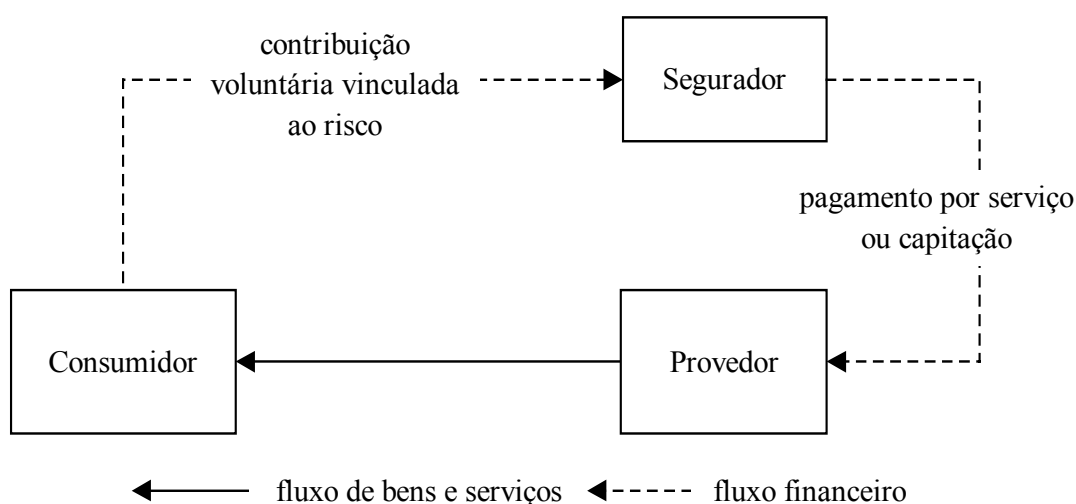 contribuição
voluntária vinculada
ao risco
Segurador
pagamento por serviço
ou capitação
Consumidor
Provedor
fluxo de bens e serviços
fluxo financeiro